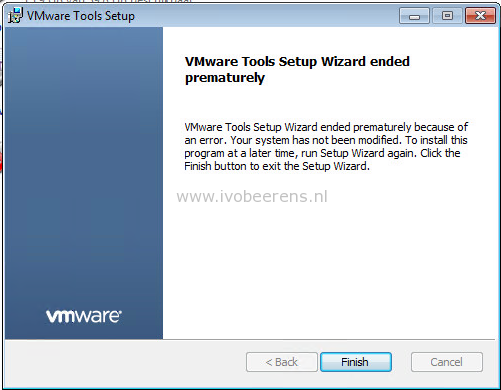 VMware Tools Setup
VMware Tools Setup Wizard ended
prematurely
VMware Tools Setup Wizard ended prematurely because of
an error. Your system has not been modified. To install this
program at a later time, run Setup Wizard again. Click the
Finish button to exit the Setup Wizard.
www.ivobeerens.nl
vmware®
< Back
Finish
Cancel